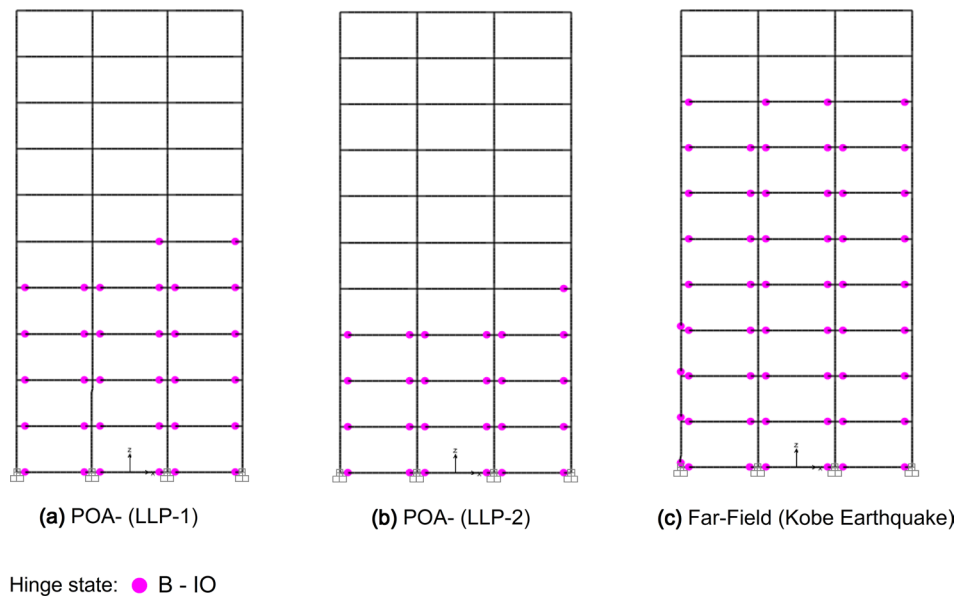 z
x
z
x
z
x
(a) POA- (LLP-1)
(b) POA- (LLP-2)
(c) Far-Field (Kobe Earthquake)
Hinge state: B - IO